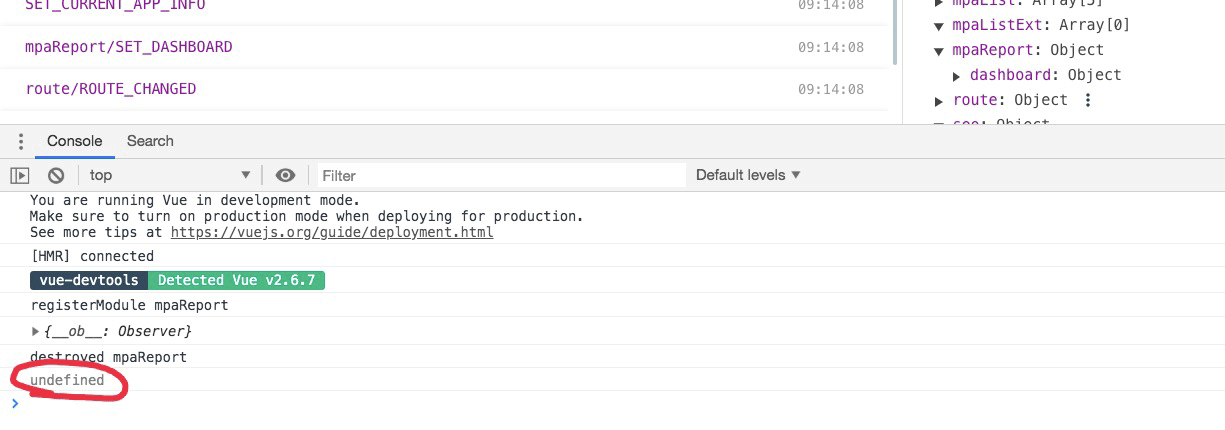 SET_CURRENT_APP_INFO 09:14:08
mpaReport/SET_DASHBOARD 09:14:08
route/ROUTE_CHANGED 09:14:08
mpaList: Array[5]
mpaListExt: Array[0]
mpaReport: Object
dashboard: Object
route: Object
seo: Object
Console Search
top Filter Default levels
You are running Vue in development mode.
Make sure to turn on production mode when deploying for production.
See more tips at https://vuejs.org/guide/deployment.html
[HMR] connected
vue-devtools Detected Vue v2.6.7
registerModule mpaReport
{__ob__: Observer}
destroyed mpaReport
undefined